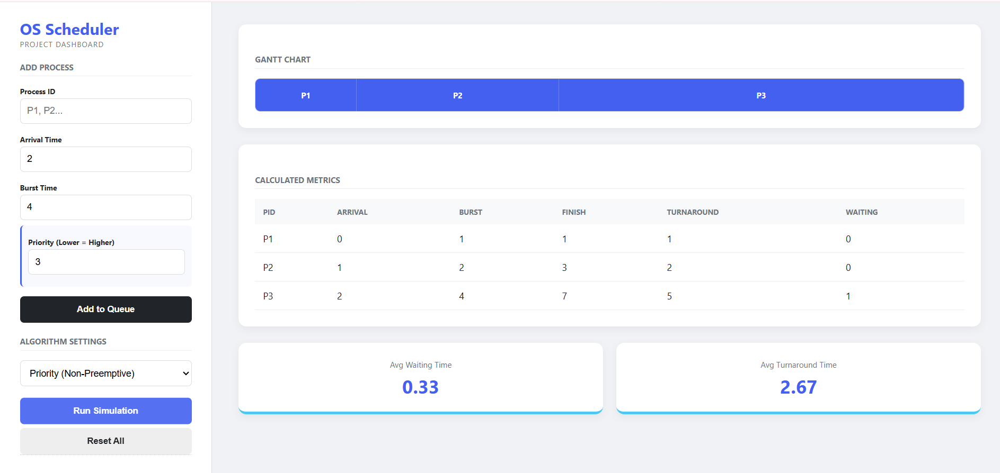 OS Scheduler
PROJECT DASHBOARD
ADD PROCESS
Process ID
P1, P2...
Arrival Time
2
Burst Time
4
Priority (Lower = Higher)
3
Add to Queue
ALGORITHM SETTINGS
Priority (Non-Preemptive)
Run Simulation
Reset All
GANTT CHART
P1 P2 P3
CALCULATED METRICS
PID ARRIVAL BURST FINISH TURNAROUND WAITING
P1 0 1 1 1 0
P2 1 2 3 2 0
P3 2 4 7 5 1
Avg Waiting Time
0.33
Avg Turnaround Time
2.67